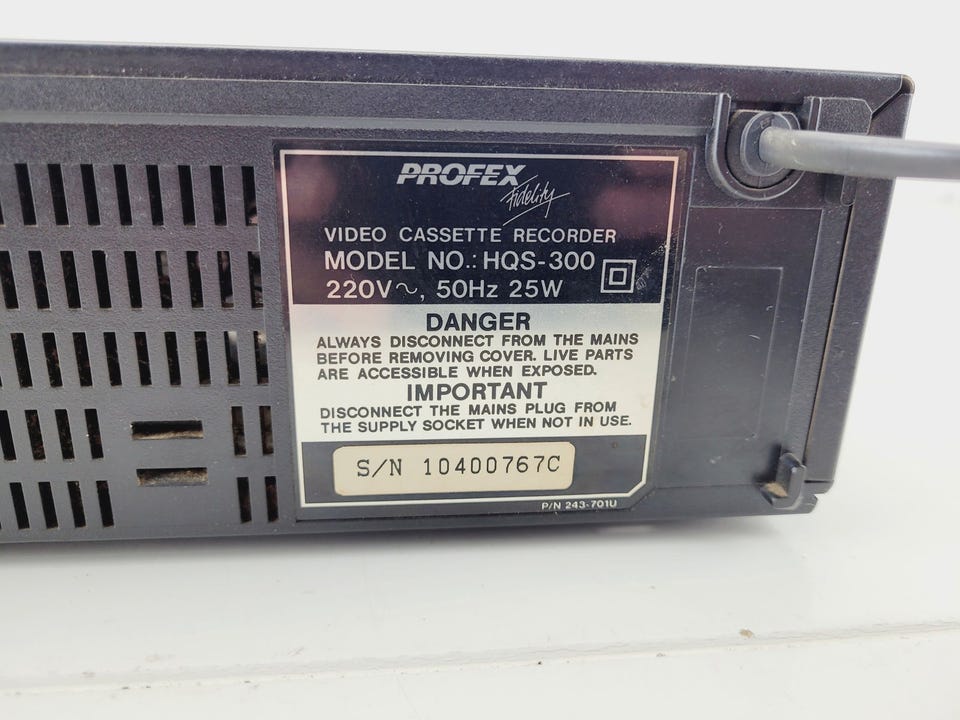 PROFEX
Fidelity
VIDEO CASSETTE RECORDER
MODEL NO.: HQS-300
220V~, 50Hz 25W
DANGER
ALWAYS DISCONNECT FROM THE MAINS
BEFORE REMOVING COVER. LIVE PARTS
ARE ACCESSIBLE WHEN EXPOSED.
IMPORTANT
DISCONNECT THE MAINS PLUG FROM
THE SUPPLY SOCKET WHEN NOT IN USE.
S/N 10400767C
P/N 243-701U